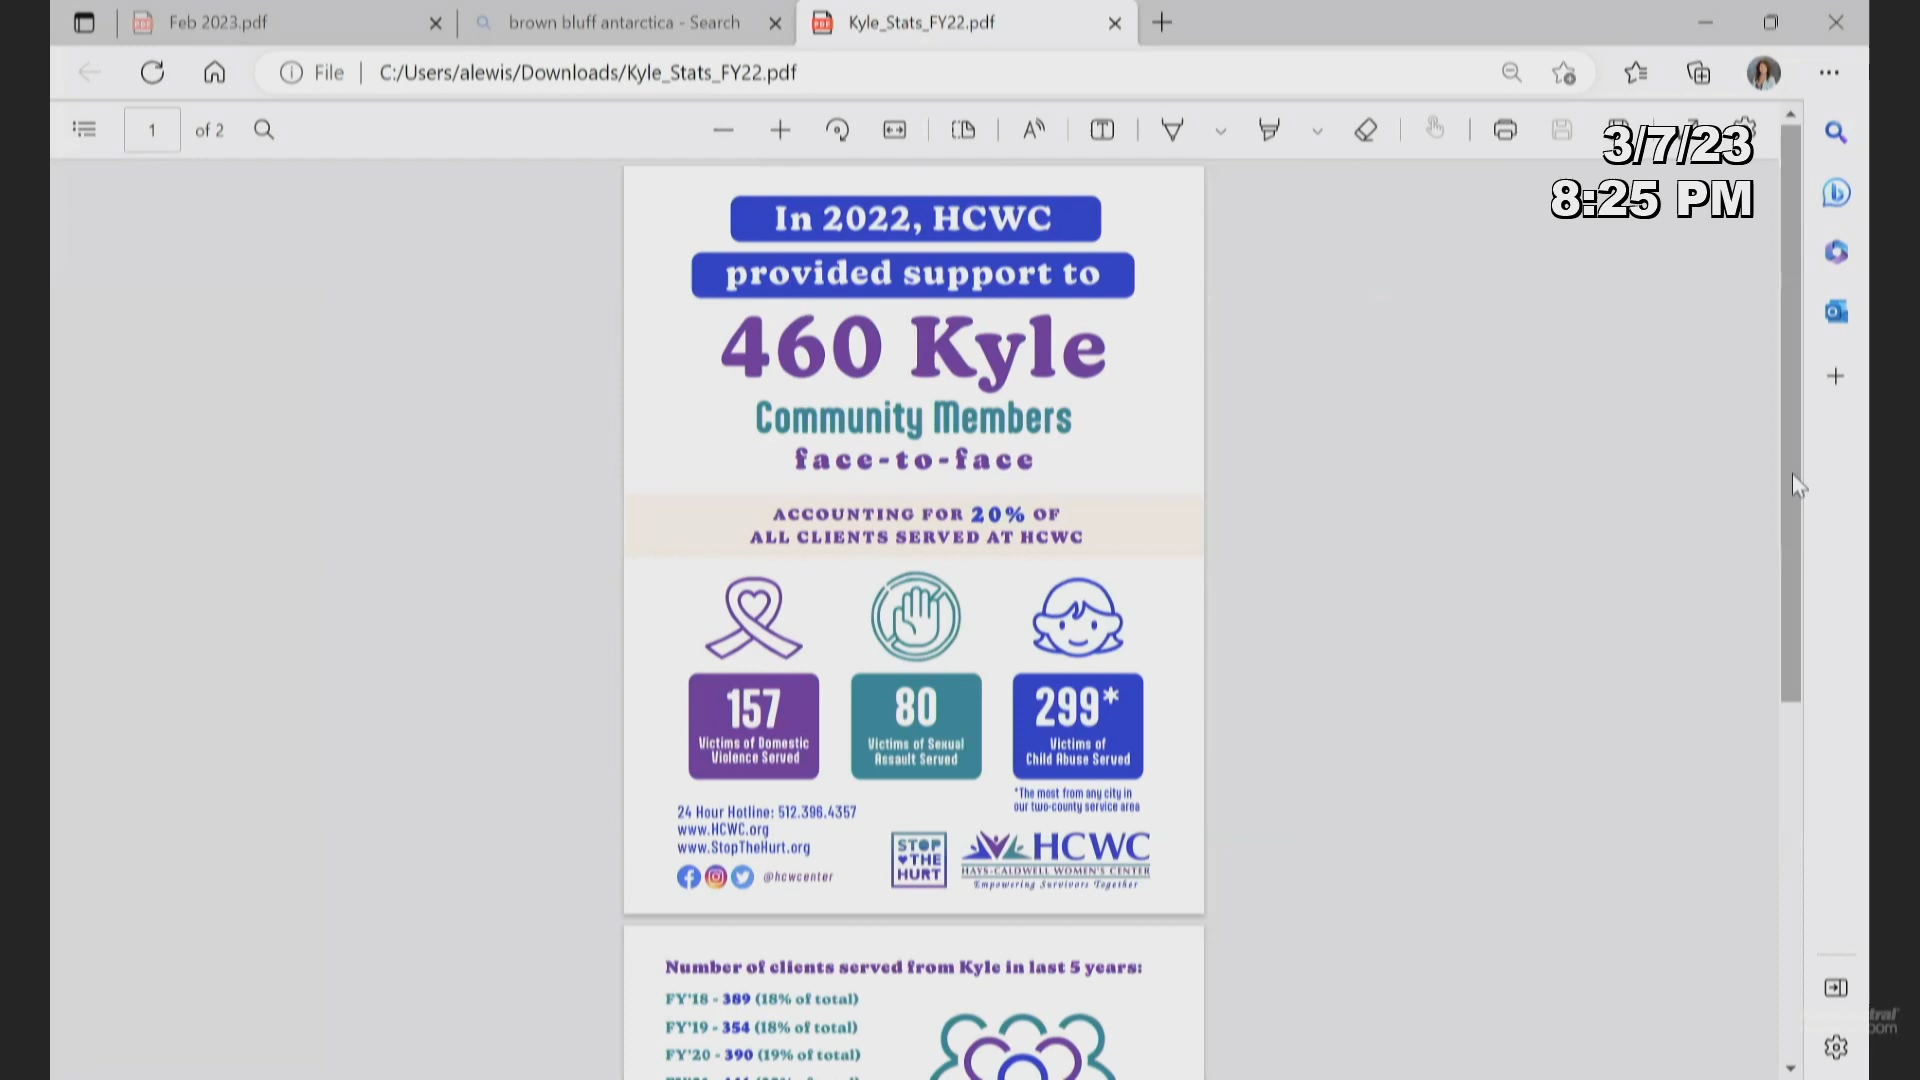 Feb 2023.pdf
brown bluff antarctica - Search
Kyle_Stats_FY22.pdf
File
C:/Users/alewis/Downloads/Kyle_Stats_FY22.pdf
1
of 2
3/7/23
8:25 PM
In 2022, HCWC
provided support to
460 Kyle
Community Members
face-to-face
ACCOUNTING FOR 20% OF
ALL CLIENTS SERVED AT HCWC
157
Victims of Domestic
Violence Served
80
Victims of Sexual
Assault Served
299*
Victims of
Child Abuse Served
*The most from any city in
our two-county service area
24 Hour Hotline: 512.396.4357
www.HCWC.org
www.StopTheHurt.org
@hcwcenter
STOP
THE
HURT
HCWC
HAYS-CALDWELL WOMEN'S CENTER
Empowering Survivors Together
Number of clients served from Kyle in last 5 years:
FY'18 - 389 (18% of total)
FY'19 - 354 (18% of total)
FY'20 - 390 (19% of total)